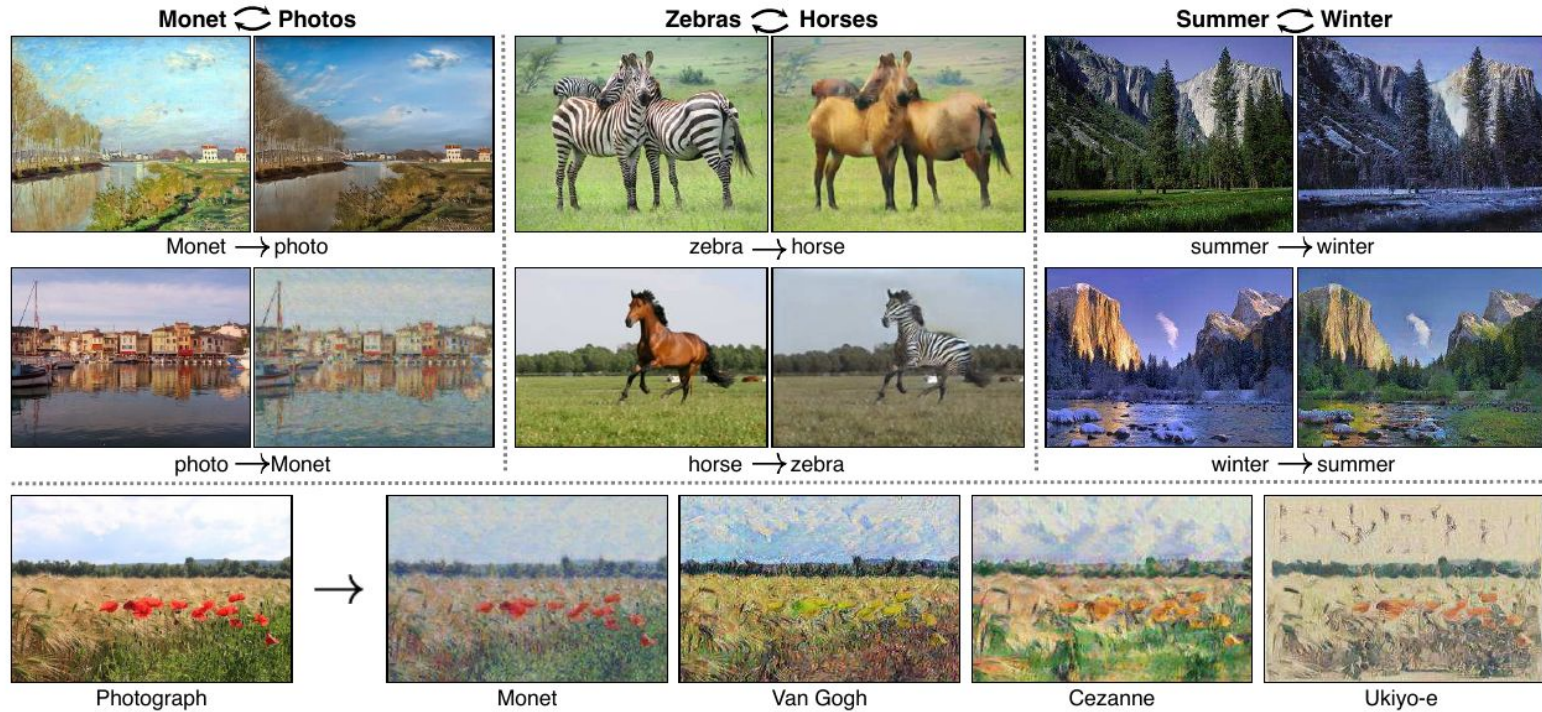 Monet ⇄ Photos
Zebras ⇄ Horses
Summer ⇄ Winter
Monet → photo
zebra → horse
summer → winter
photo → Monet
horse → zebra
winter → summer
Photograph
Monet
Van Gogh
Cezanne
Ukiyo-e